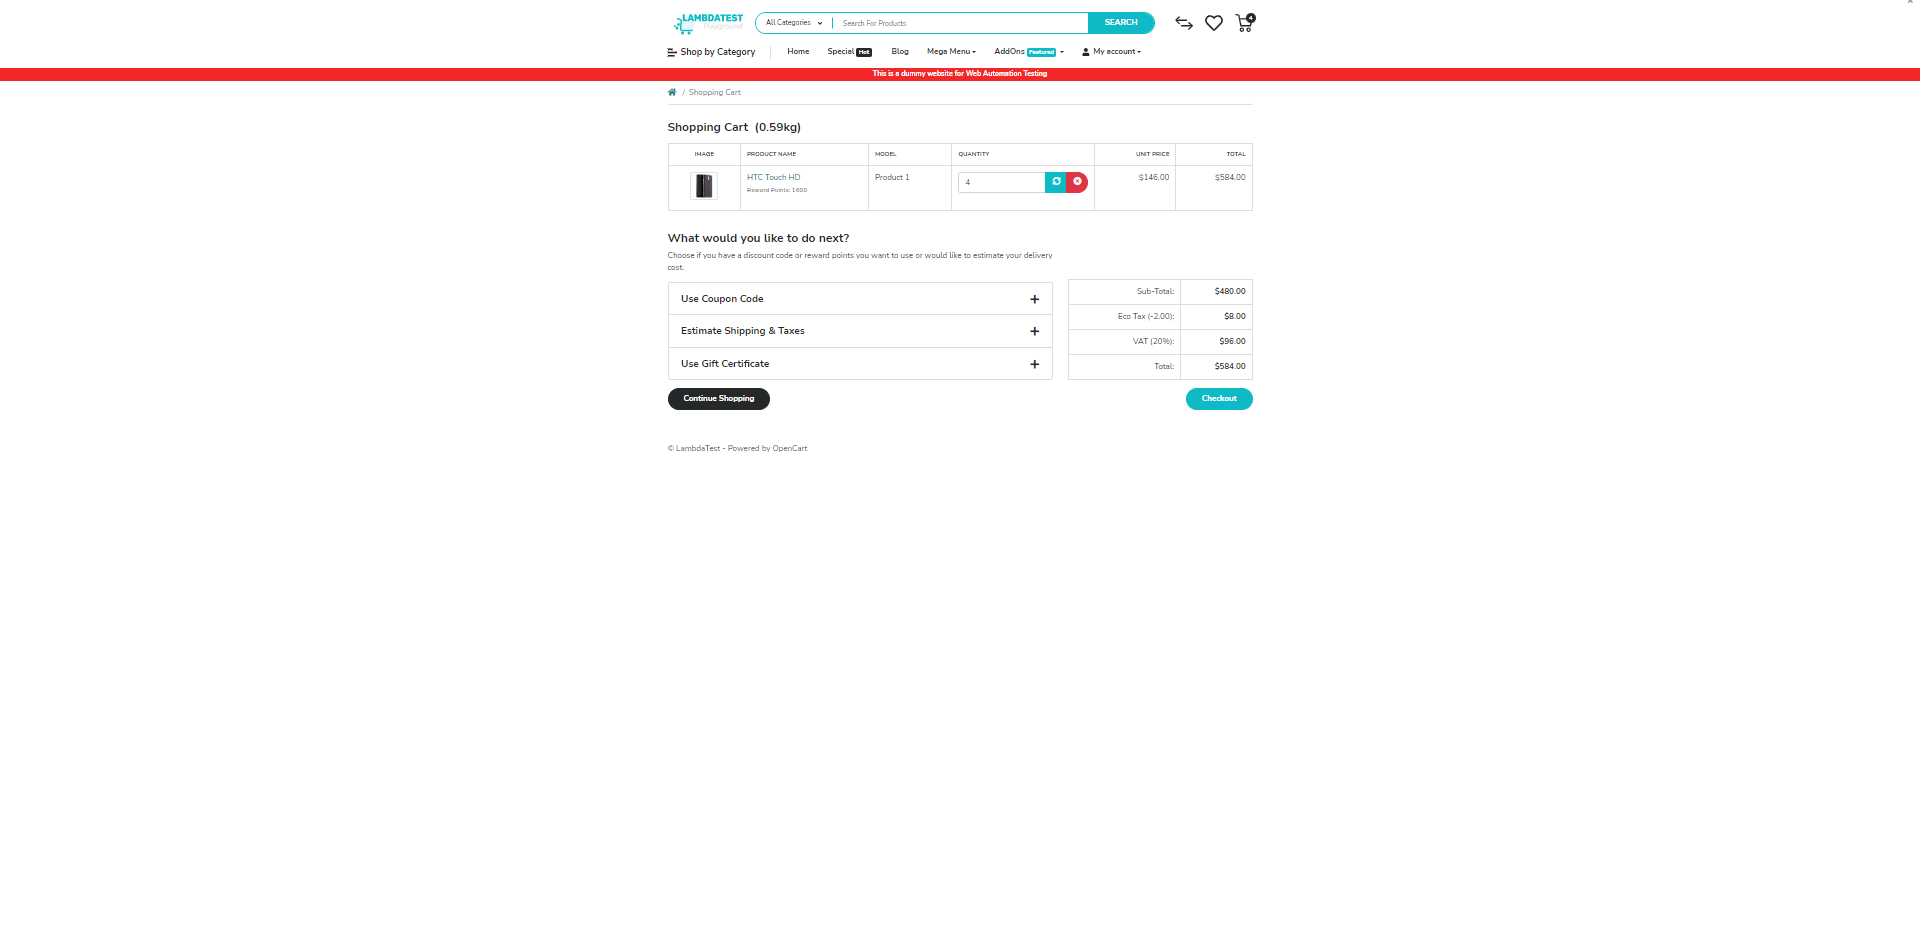 LAMBDATEST
Playground
All Categories
Search For Products
SEARCH
4
Shop by Category
Home
Special Hot
Blog
Mega Menu
AddOns Featured
My account
This is a dummy website for Web Automation Testing
/ Shopping Cart
Shopping Cart (0.59kg)
IMAGE PRODUCT NAME MODEL QUANTITY UNIT PRICE TOTAL
HTC Touch HD Product 1 4 $146.00 $584.00
Reward Points: 1600
What would you like to do next?
Choose if you have a discount code or reward points you want to use or would like to estimate your delivery
cost.
Use Coupon Code
Estimate Shipping & Taxes
Use Gift Certificate
Sub-Total: $480.00
Eco Tax (-2.00): $8.00
VAT (20%): $96.00
Total: $584.00
Continue Shopping
Checkout
© LambdaTest - Powered by OpenCart